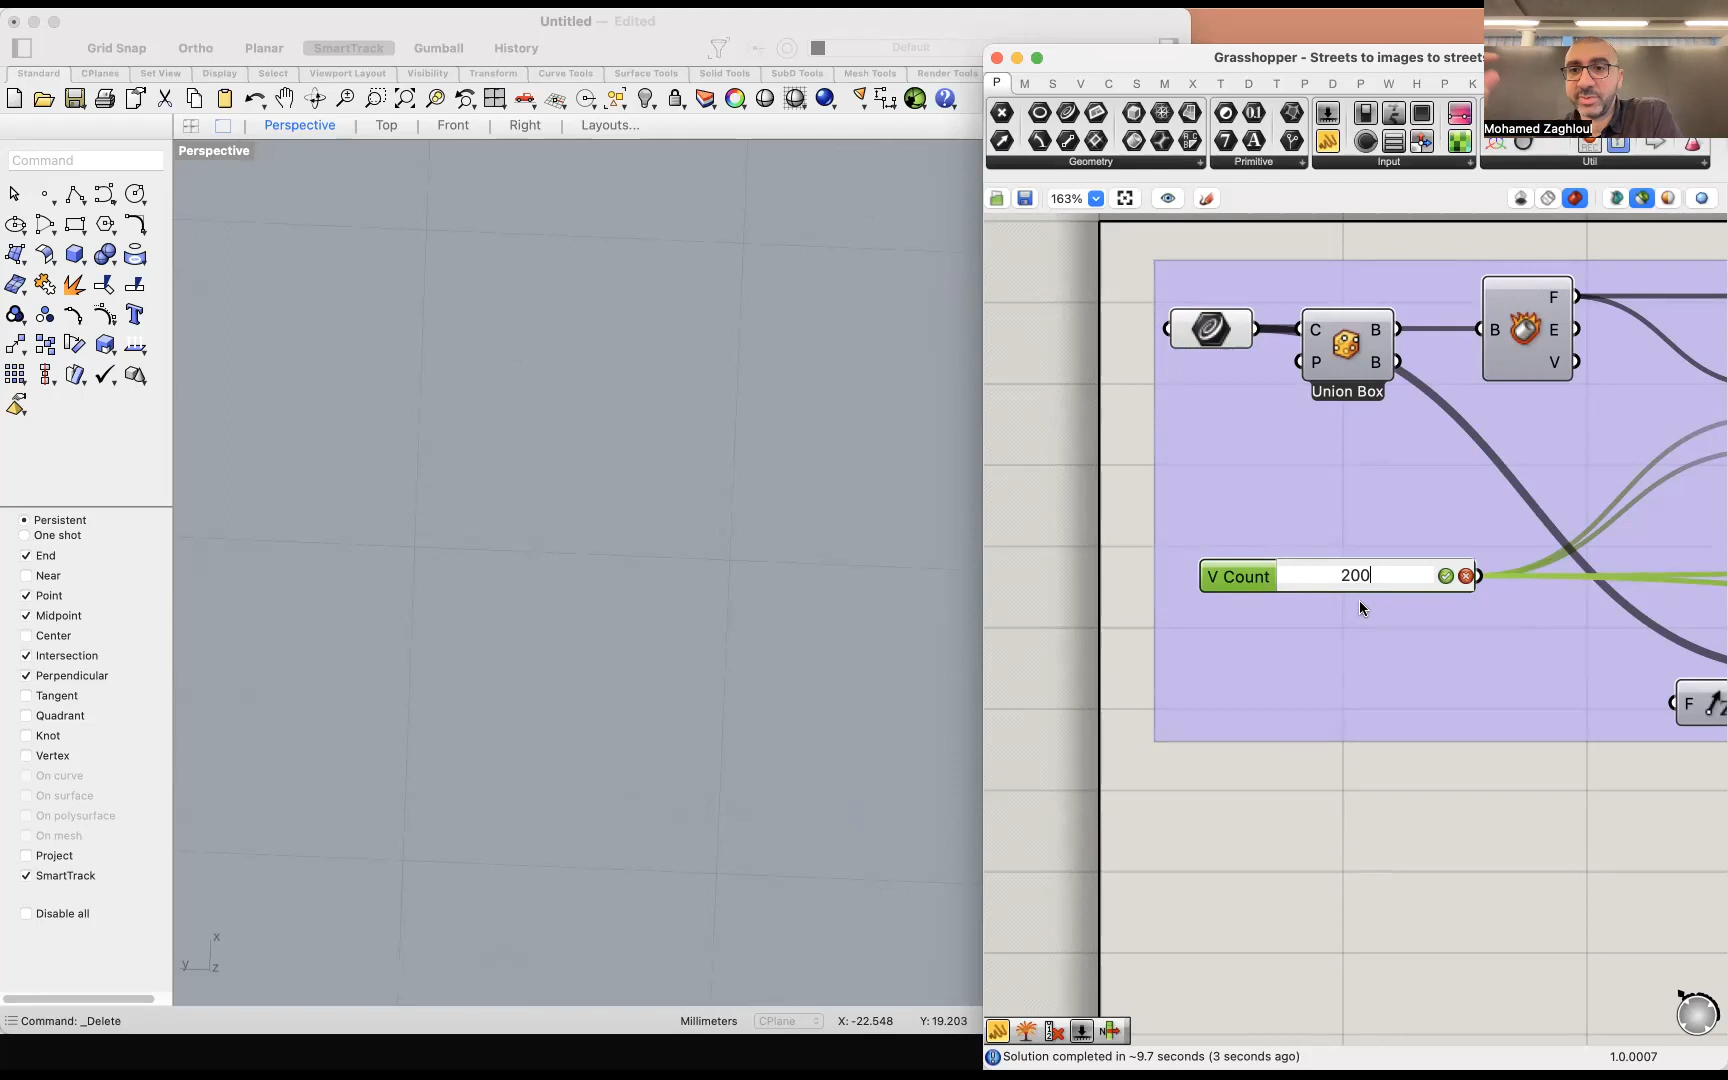 Untitled — Edited
Grid Snap
Ortho
Planar
SmartTrack
Gumball
History
Default
Standard
CPlanes
Set View
Display
Select
Viewport Layout
Visibility
Transform
Curve Tools
Surface Tools
Solid Tools
SubD Tools
Mesh Tools
Render Tools
Perspective
Top
Front
Right
Layouts...
Perspective
Command
Persistent
One shot
End
Near
Point
Midpoint
Center
Intersection
Perpendicular
Tangent
Quadrant
Knot
Vertex
On curve
On surface
On polysurface
On mesh
Project
SmartTrack
Disable all
x
y
z
Command: _Delete
Millimeters
CPlane
X: -22.548
Y: 19.203
Grasshopper - Streets to images to streets
P M S V C S M X T D T P D V R M W H P K
Geometry
Primitive
Input
Util
Mohamed Zaghloul
163%
C B
P B
Union Box
F
B E
V
V Count
200
F
Solution completed in ~9.7 seconds (3 seconds ago)
1.0.0007